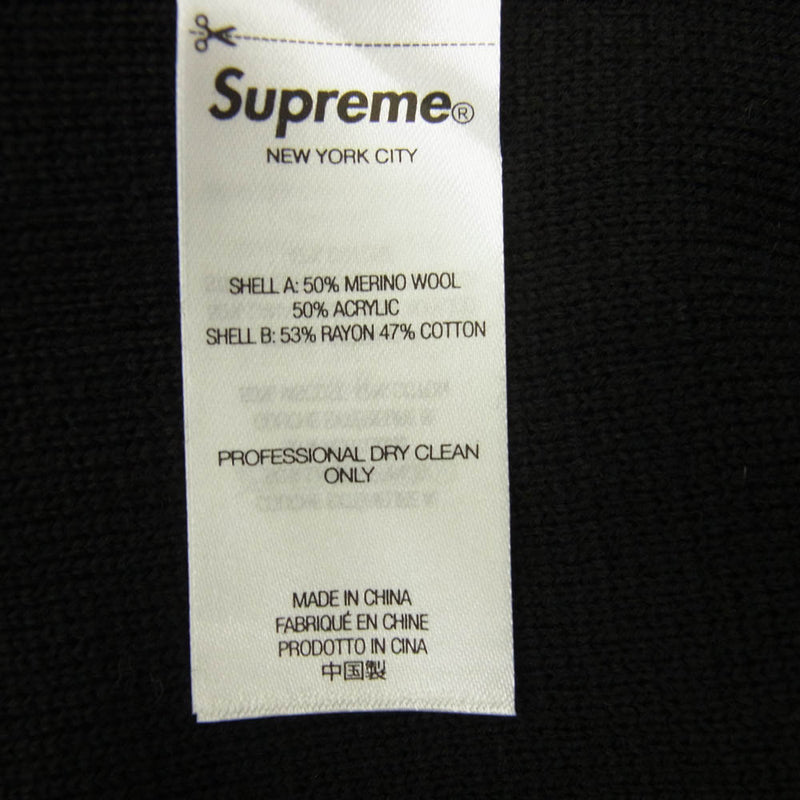 Supreme®
NEW YORK CITY
SHELL A: 50% MERINO WOOL
50% ACRYLIC
SHELL B: 53% RAYON 47% COTTON
PROFESSIONAL DRY CLEAN
ONLY
MADE IN CHINA
FABRIQUÉ EN CHINE
PRODOTTO IN CINA
中国製